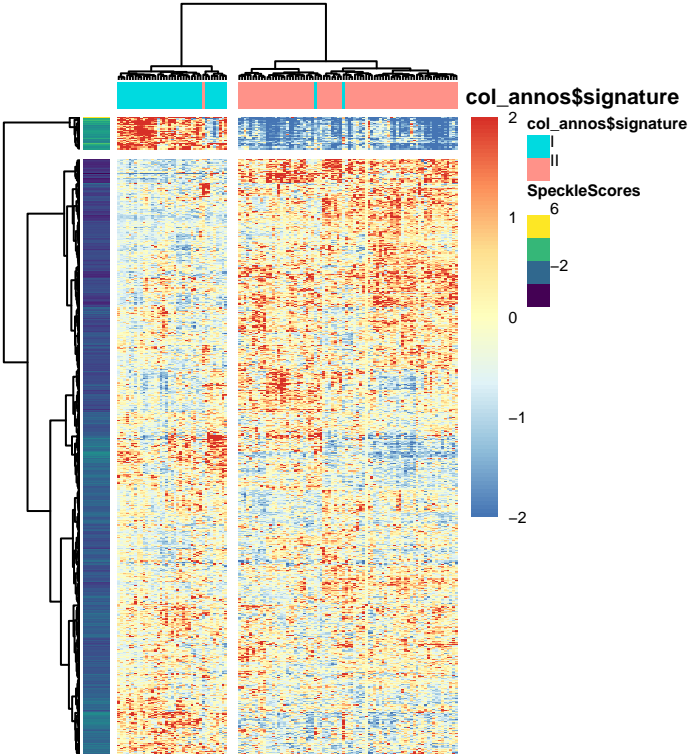 col_annos$signature
2
1
0
−1
−2
col_annos$signature
I
II
SpeckleScores
6
−2